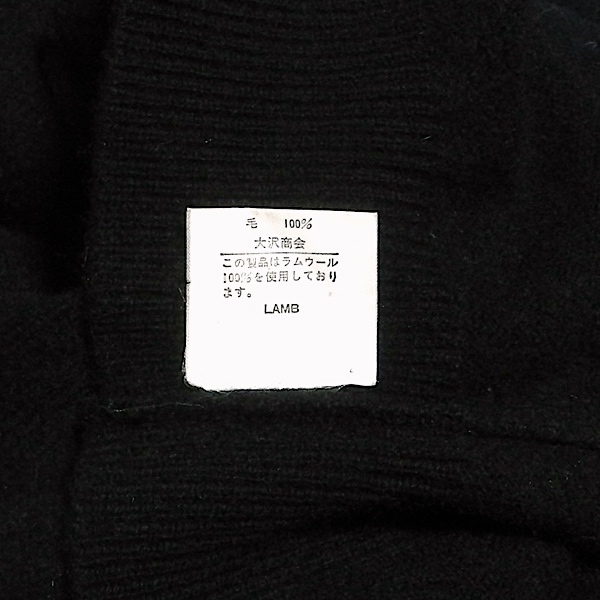 毛 100%
大沢商会
この製品はラムウール
100%を使用しており
ます。
LAMB